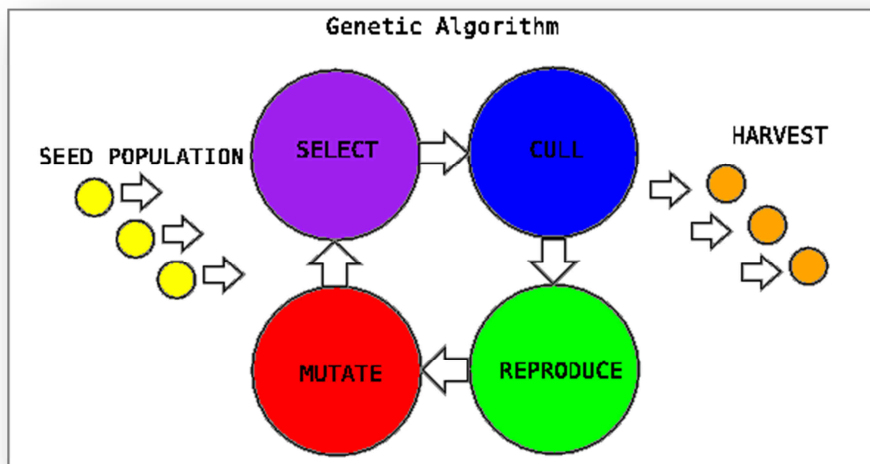 Genetic Algorithm
SEED POPULATION
SELECT
CULL
HARVEST
MUTATE
REPRODUCE